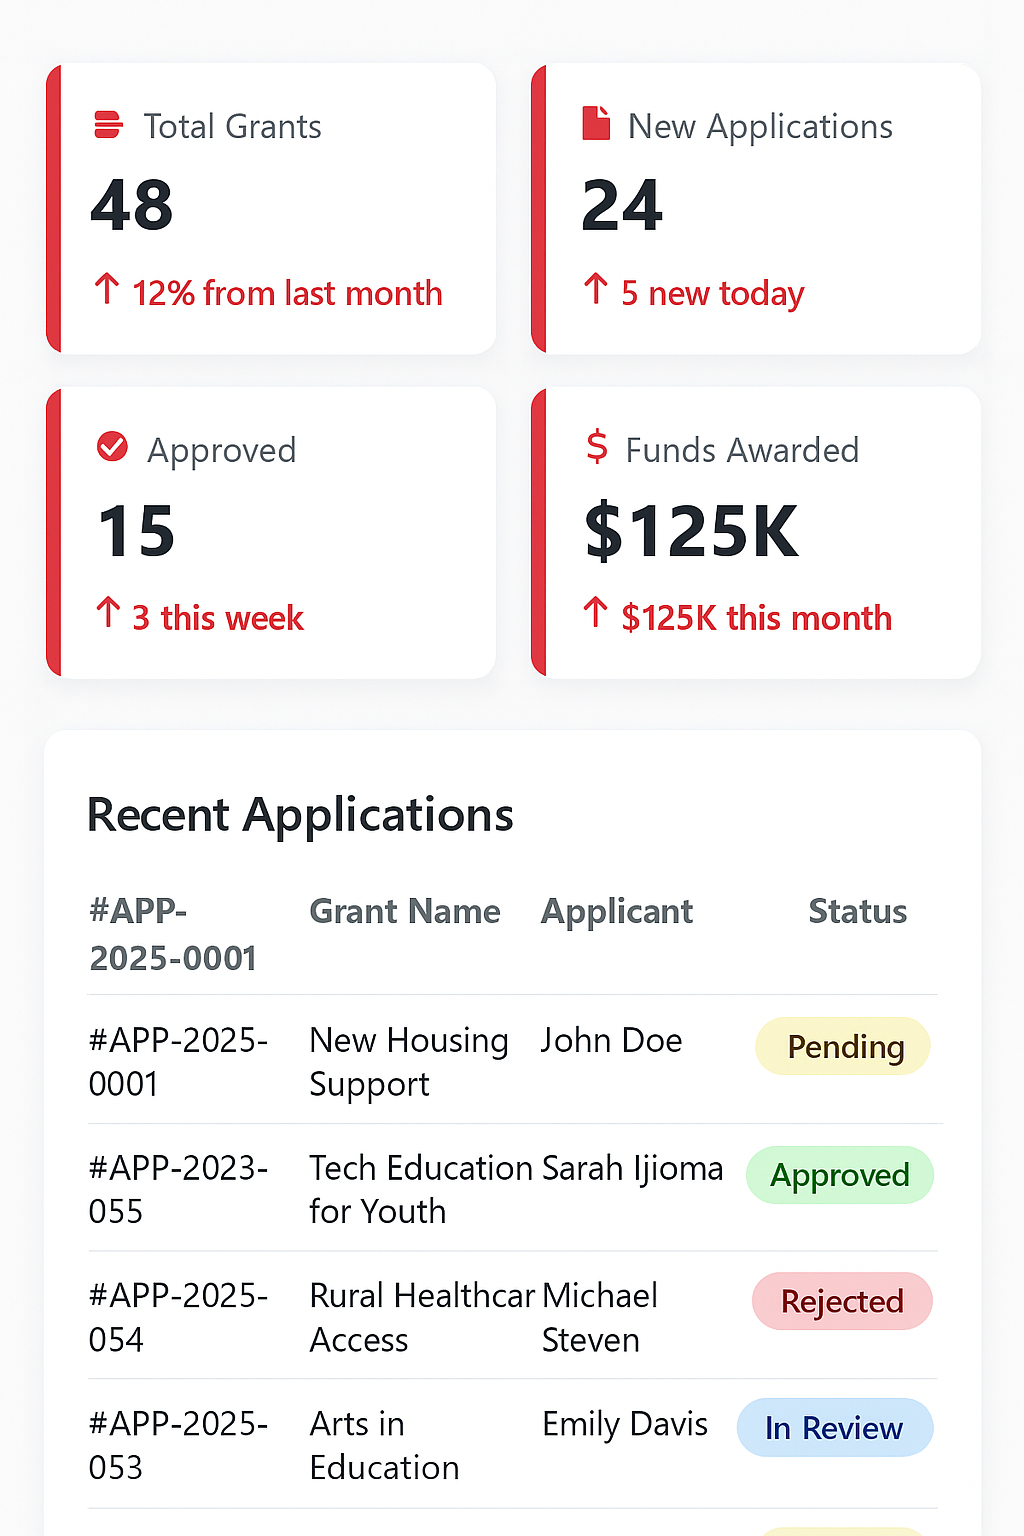 Total Grants
48
↑ 12% from last month
New Applications
24
↑ 5 new today
Approved
15
↑ 3 this week
$ Funds Awarded
$125K
↑ $125K this month
Recent Applications
#APP- Grant Name Applicant Status
2025-0001
#APP-2025- New Housing John Doe Pending
0001 Support
#APP-2023- Tech Education Sarah Ijioma Approved
055 for Youth
#APP-2025- Rural Healthcar Michael Rejected
054 Access Steven
#APP-2025- Arts in Emily Davis In Review
053 Education